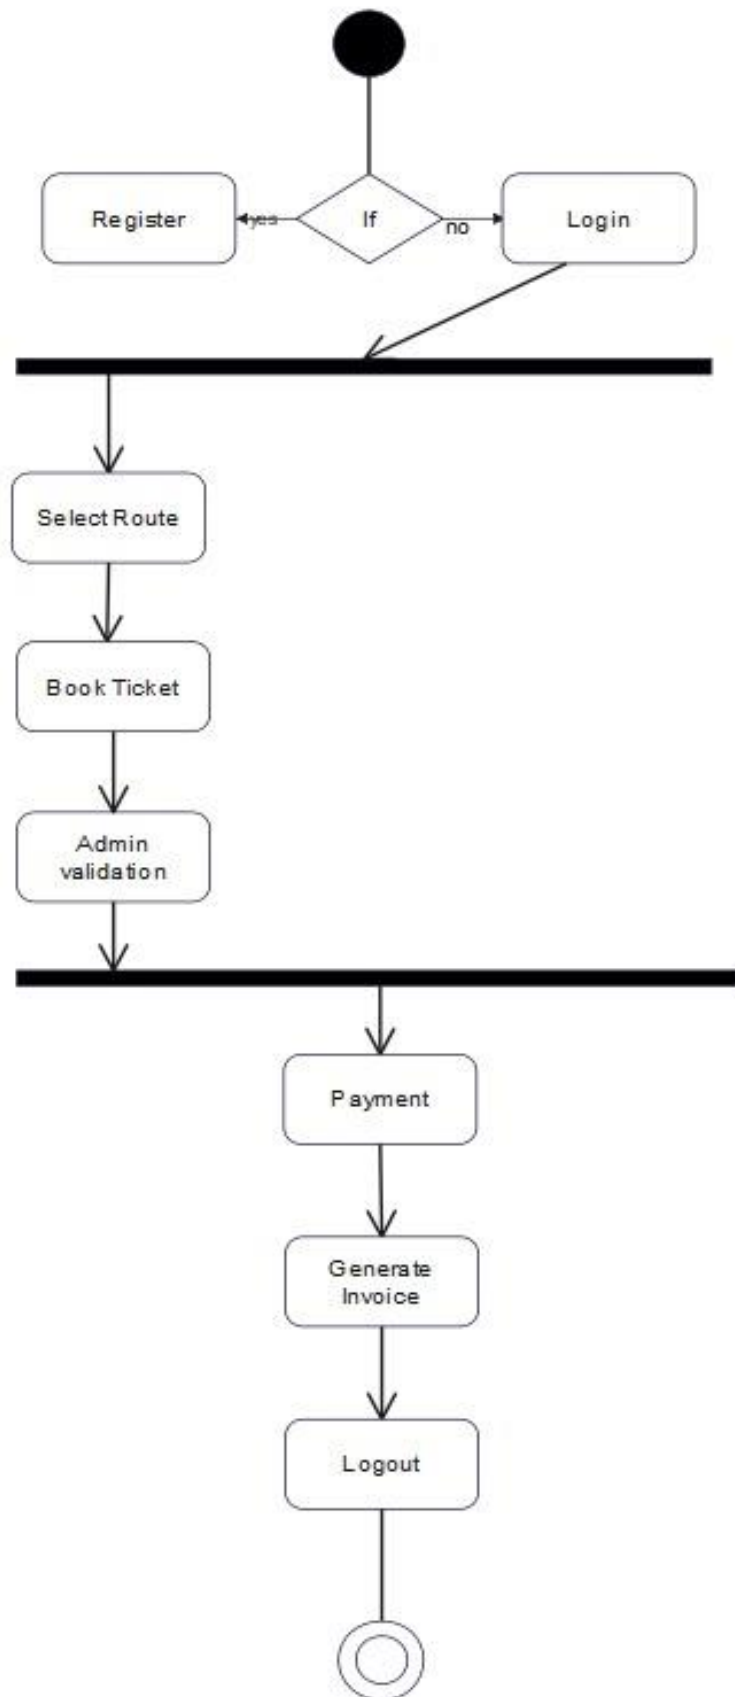 Register
yes
If
no
Login
Select Route
Book Ticket
Admin
validation
Payment
Generate
Invoice
Logout